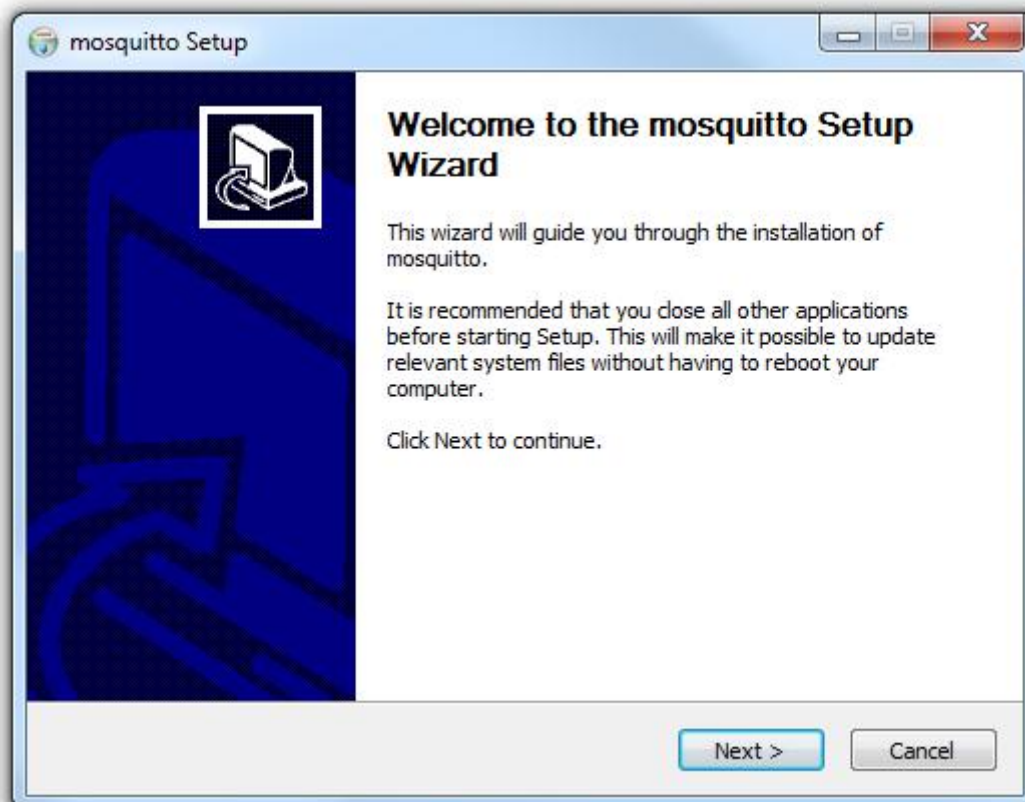 mosquitto Setup
Welcome to the mosquitto Setup
Wizard
This wizard will guide you through the installation of
mosquitto.
It is recommended that you close all other applications
before starting Setup. This will make it possible to update
relevant system files without having to reboot your
computer.
Click Next to continue.
Next >
Cancel